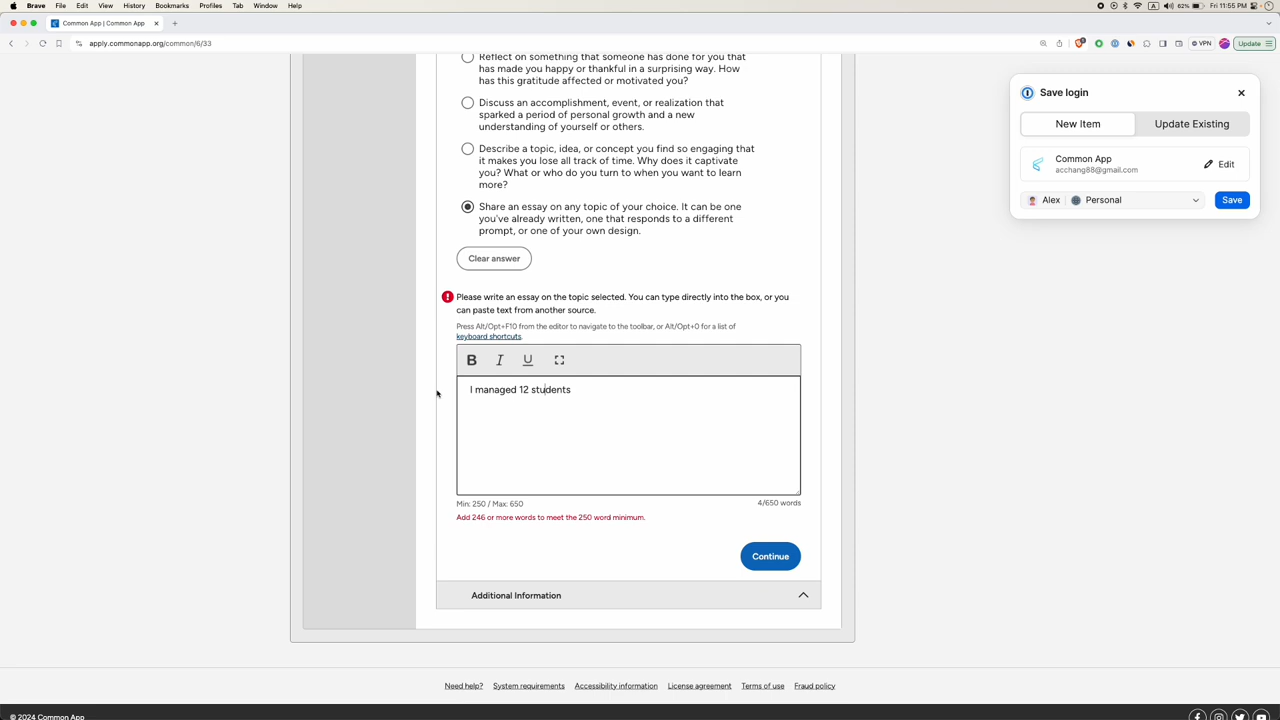 Brave File Edit View History Bookmarks Profiles Tab Window Help
A 62% Fri 11:55 PM
Common App | Common App
apply.commonapp.org/common/6/33
VPN Update
Reflect on something that someone has done for you that
has made you happy or thankful in a surprising way. How
has this gratitude affected or motivated you?
Discuss an accomplishment, event, or realization that
sparked a period of personal growth and a new
understanding of yourself or others.
Describe a topic, idea, or concept you find so engaging that
it makes you lose all track of time. Why does it captivate
you? What or who do you turn to when you want to learn
more?
Share an essay on any topic of your choice. It can be one
you've already written, one that responds to a different
prompt, or one of your own design.
Clear answer
Please write an essay on the topic selected. You can type directly into the box, or you
can paste text from another source.
Press Alt/Opt+F10 from the editor to navigate to the toolbar, or Alt/Opt+0 for a list of
keyboard shortcuts.
B I U
I managed 12 students
Min: 250 / Max: 650
4/650 words
Add 246 or more words to meet the 250 word minimum.
Continue
Additional Information
Save login
New Item
Update Existing
Common App
acchang88@gmail.com
Edit
Alex
Personal
Save
Need help? System requirements Accessibility information License agreement Terms of use Fraud policy
© 2024 Common App